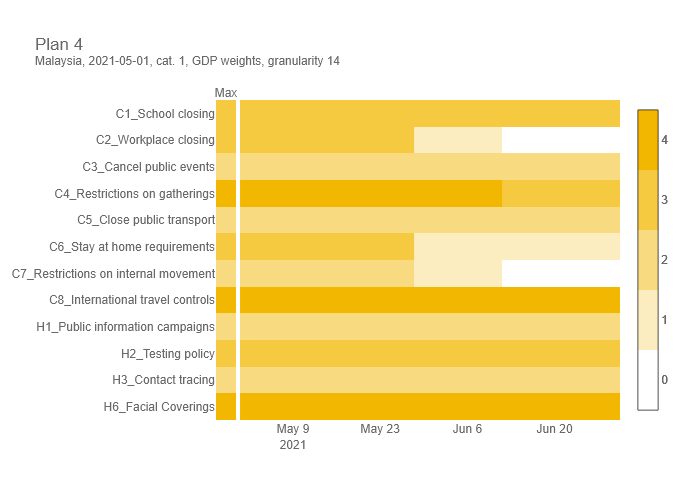 Plan 4
Malaysia, 2021-05-01, cat. 1, GDP weights, granularity 14
Max
C1_School closing
C2_Workplace closing
C3_Cancel public events
C4_Restrictions on gatherings
C5_Close public transport
C6_Stay at home requirements
C7_Restrictions on internal movement
C8_International travel controls
H1_Public information campaigns
H2_Testing policy
H3_Contact tracing
H6_Facial Coverings
May 9 May 23 Jun 6 Jun 20
2021
4
3
2
1
0